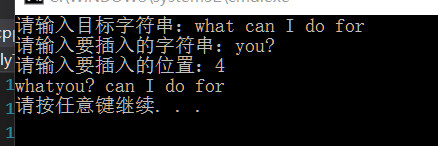 请输入目标字符串：what can I do for
请输入要插入的字符串：you?
请输入要插入的位置：4
whatyou? can I do for
请按任意键继续. . .